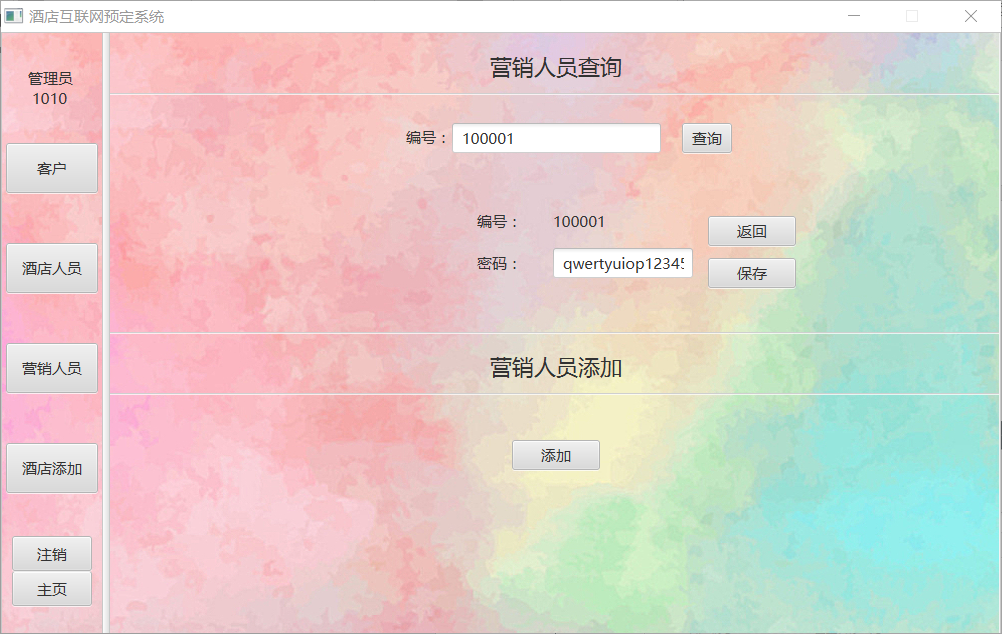 酒店互联网预定系统
管理员
1010
客户
酒店人员
营销人员
酒店添加
注销
主页
营销人员查询
编号： 100001 查询
编号： 100001 返回
密码： qwertyuiop12345 保存
营销人员添加
添加